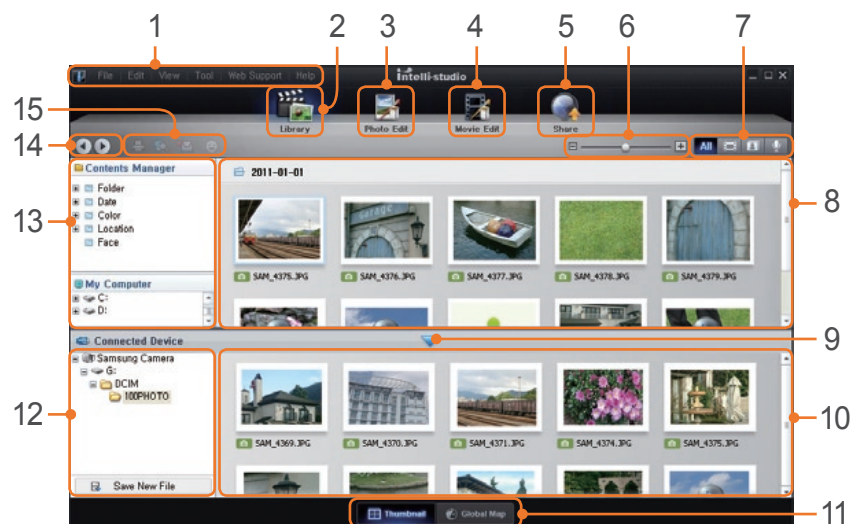 1 2 3 4 5 6 7
File Edit View Tool Web Support Help
intelli-studio
Library Photo Edit Movie Edit Share
15
14
All
Contents Manager
2011-01-01
Folder
Date
Color
Location
Face
13
8
SAM_4375.JPG SAM_4376.JPG SAM_4377.JPG SAM_4378.JPG SAM_4379.JPG
My Computer
C:
D:
Connected Device
9
Samsung Camera
G:
DCIM
100PHOTO
12
10
SAM_4369.JPG SAM_4370.JPG SAM_4371.JPG SAM_4374.JPG SAM_4375.JPG
Save New File
Thumbnail Global Map
11